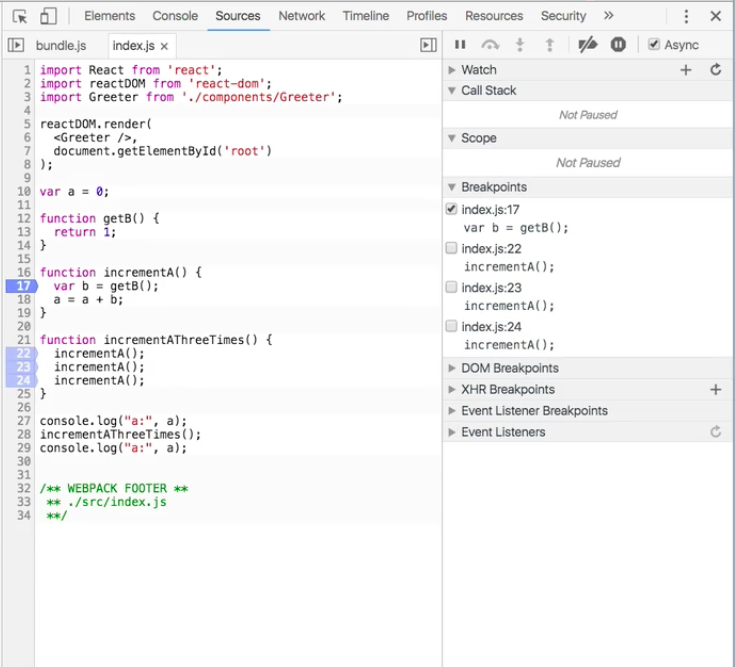 Elements Console Sources Network Timeline Profiles Resources Security »
bundle.js index.js ×
Async
1 import React from 'react';
2 import reactDOM from 'react-dom';
3 import Greeter from './components/Greeter';
4
5 reactDOM.render(
6   <Greeter />,
7   document.getElementById('root')
8 );
9
10 var a = 0;
11
12 function getB() {
13   return 1;
14 }
15
16 function incrementA() {
17   var b = getB();
18   a = a + b;
19 }
20
21 function incrementAThreeTimes() {
22   incrementA();
23   incrementA();
24   incrementA();
25 }
26
27 console.log("a:", a);
28 incrementAThreeTimes();
29 console.log("a:", a);
30
31
32 /** WEBPACK FOOTER **
33  ** ./src/index.js
34  **/
Watch
Call Stack
Not Paused
Scope
Not Paused
Breakpoints
index.js:17
var b = getB();
index.js:22
incrementA();
index.js:23
incrementA();
index.js:24
incrementA();
DOM Breakpoints
XHR Breakpoints
Event Listener Breakpoints
Event Listeners